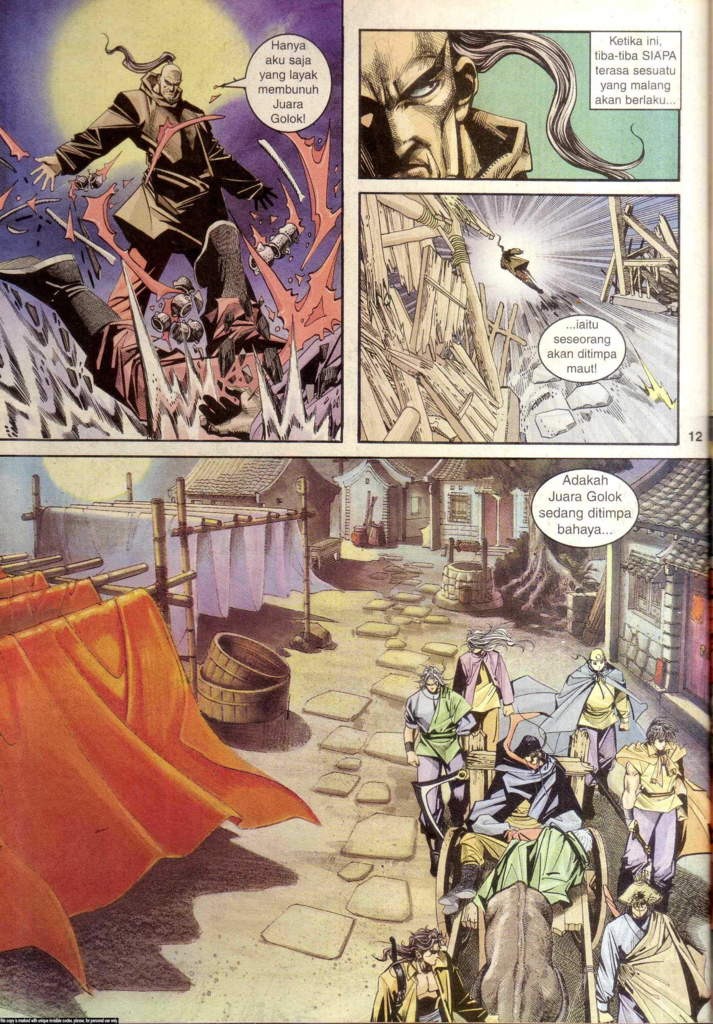 Hanya
aku saja
yang layak
membunuh
Juara
Golok!
Ketika ini,
tiba-tiba SIAPA
terasa sesuatu
yang malang
akan berlaku...
...iaitu
seseorang
akan ditimpa
maut!
12
Adakah
Juara Golok
sedang ditimpa
bahaya...